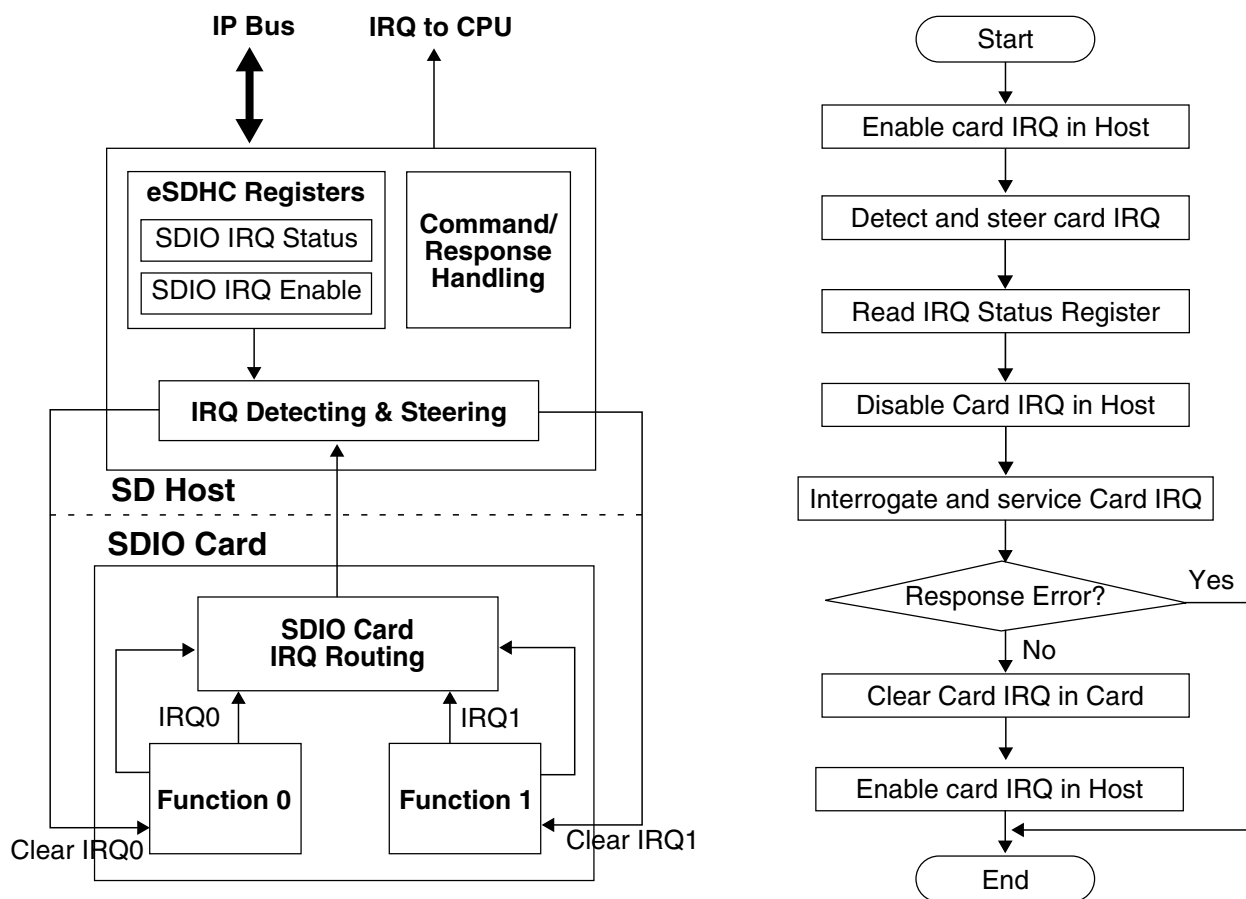 IP Bus
IRQ to CPU
eSDHC Registers
SDIO IRQ Status
SDIO IRQ Enable
Command/
Response
Handling
IRQ Detecting & Steering
SD Host
SDIO Card
SDIO Card
IRQ Routing
IRQ0
IRQ1
Function 0
Function 1
Clear IRQ0
Clear IRQ1
Start
Enable card IRQ in Host
Detect and steer card IRQ
Read IRQ Status Register
Disable Card IRQ in Host
Interrogate and service Card IRQ
Response Error?
Yes
No
Clear Card IRQ in Card
Enable card IRQ in Host
End